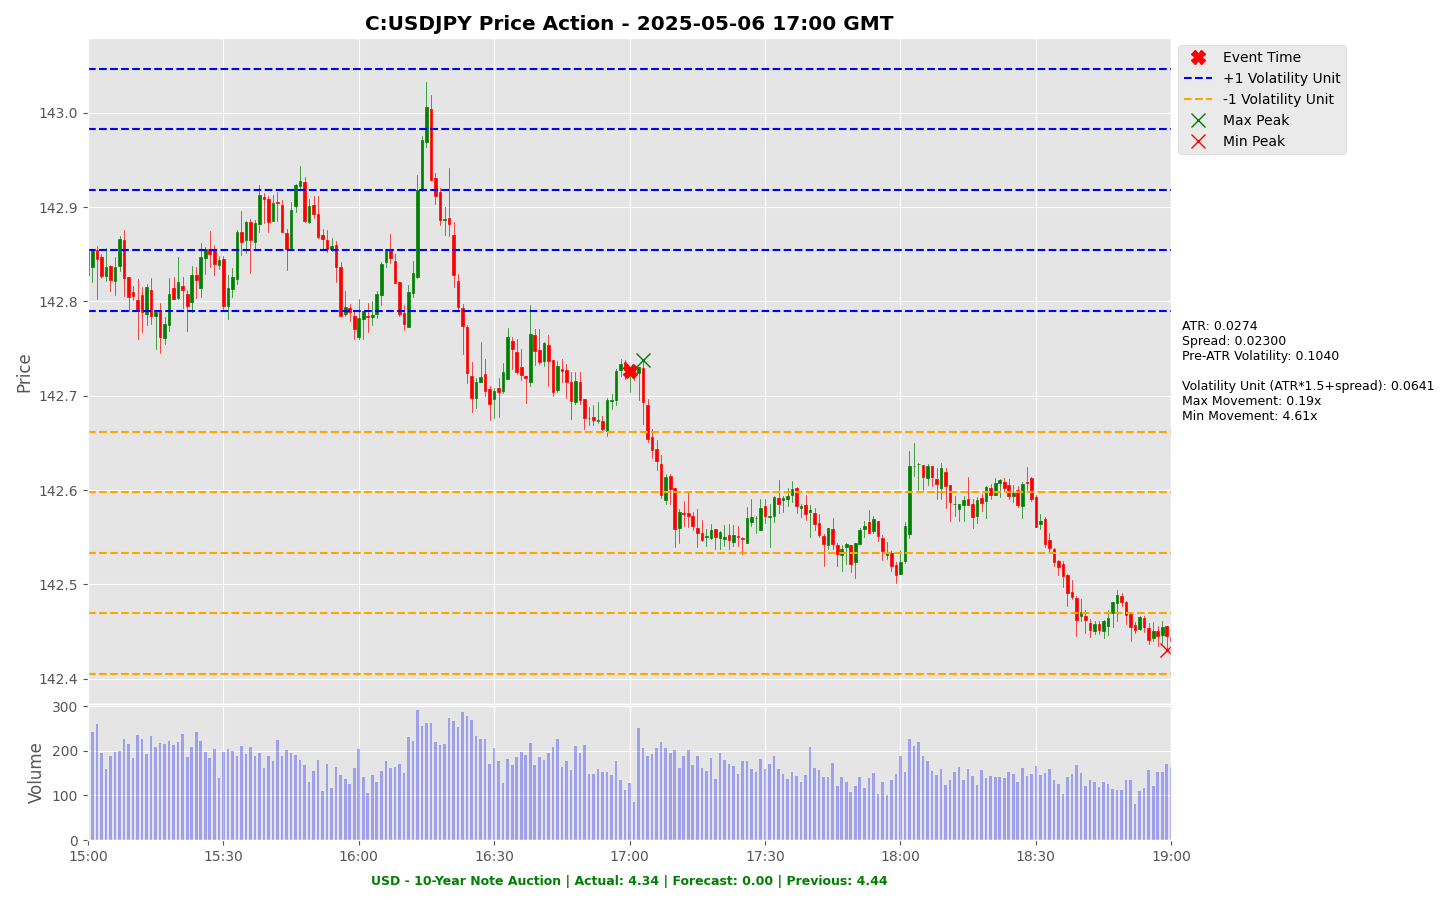 C:USDJPY Price Action - 2025-05-06 17:00 GMT
Event Time
+1 Volatility Unit
-1 Volatility Unit
Max Peak
Min Peak
Price
143.0
142.9
142.8
142.7
142.6
142.5
142.4
ATR: 0.0274
Spread: 0.02300
Pre-ATR Volatility: 0.1040
Volatility Unit (ATR*1.5+spread): 0.0641
Max Movement: 0.19x
Min Movement: 4.61x
Volume
300
200
100
0
15:00 15:30 16:00 16:30 17:00 17:30 18:00 18:30 19:00
USD - 10-Year Note Auction | Actual: 4.34 | Forecast: 0.00 | Previous: 4.44